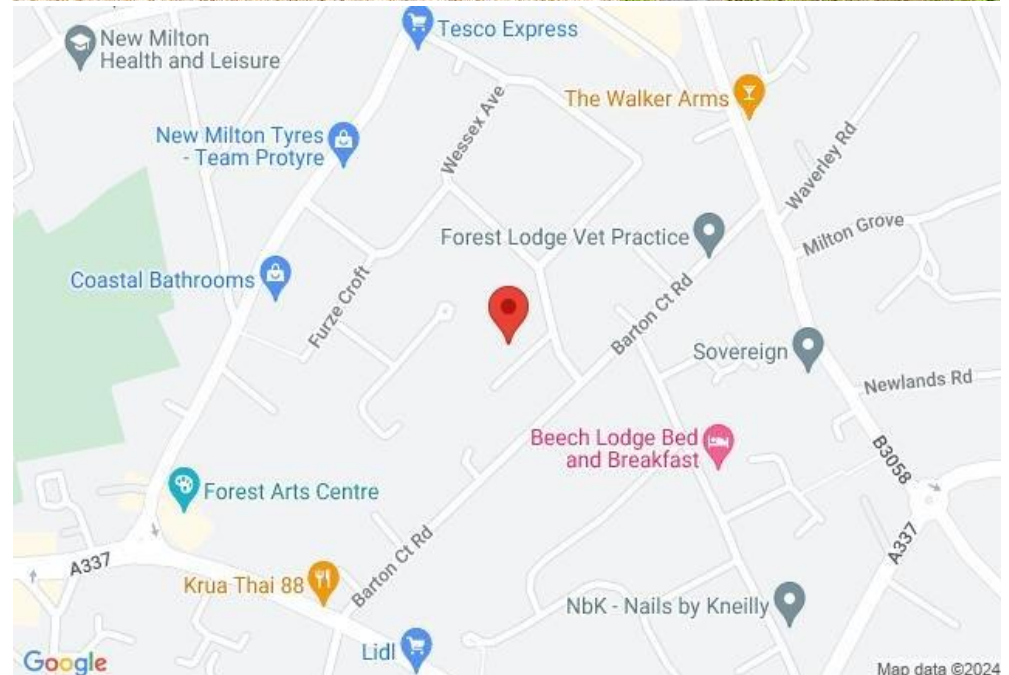 Tesco Express
New Milton
Health and Leisure
The Walker Arms
New Milton Tyres
- Team Protyre
Wessex Ave
Waverley Rd
Milton Grove
Forest Lodge Vet Practice
Coastal Bathrooms
Furze Croft
Barton Ct Rd
Sovereign
Newlands Rd
Beech Lodge Bed
and Breakfast
B3058
Forest Arts Centre
A337
A337
Barton Ct Rd
Krua Thai 88
NbK - Nails by Kneilly
Lidl
Google
Map data ©2024